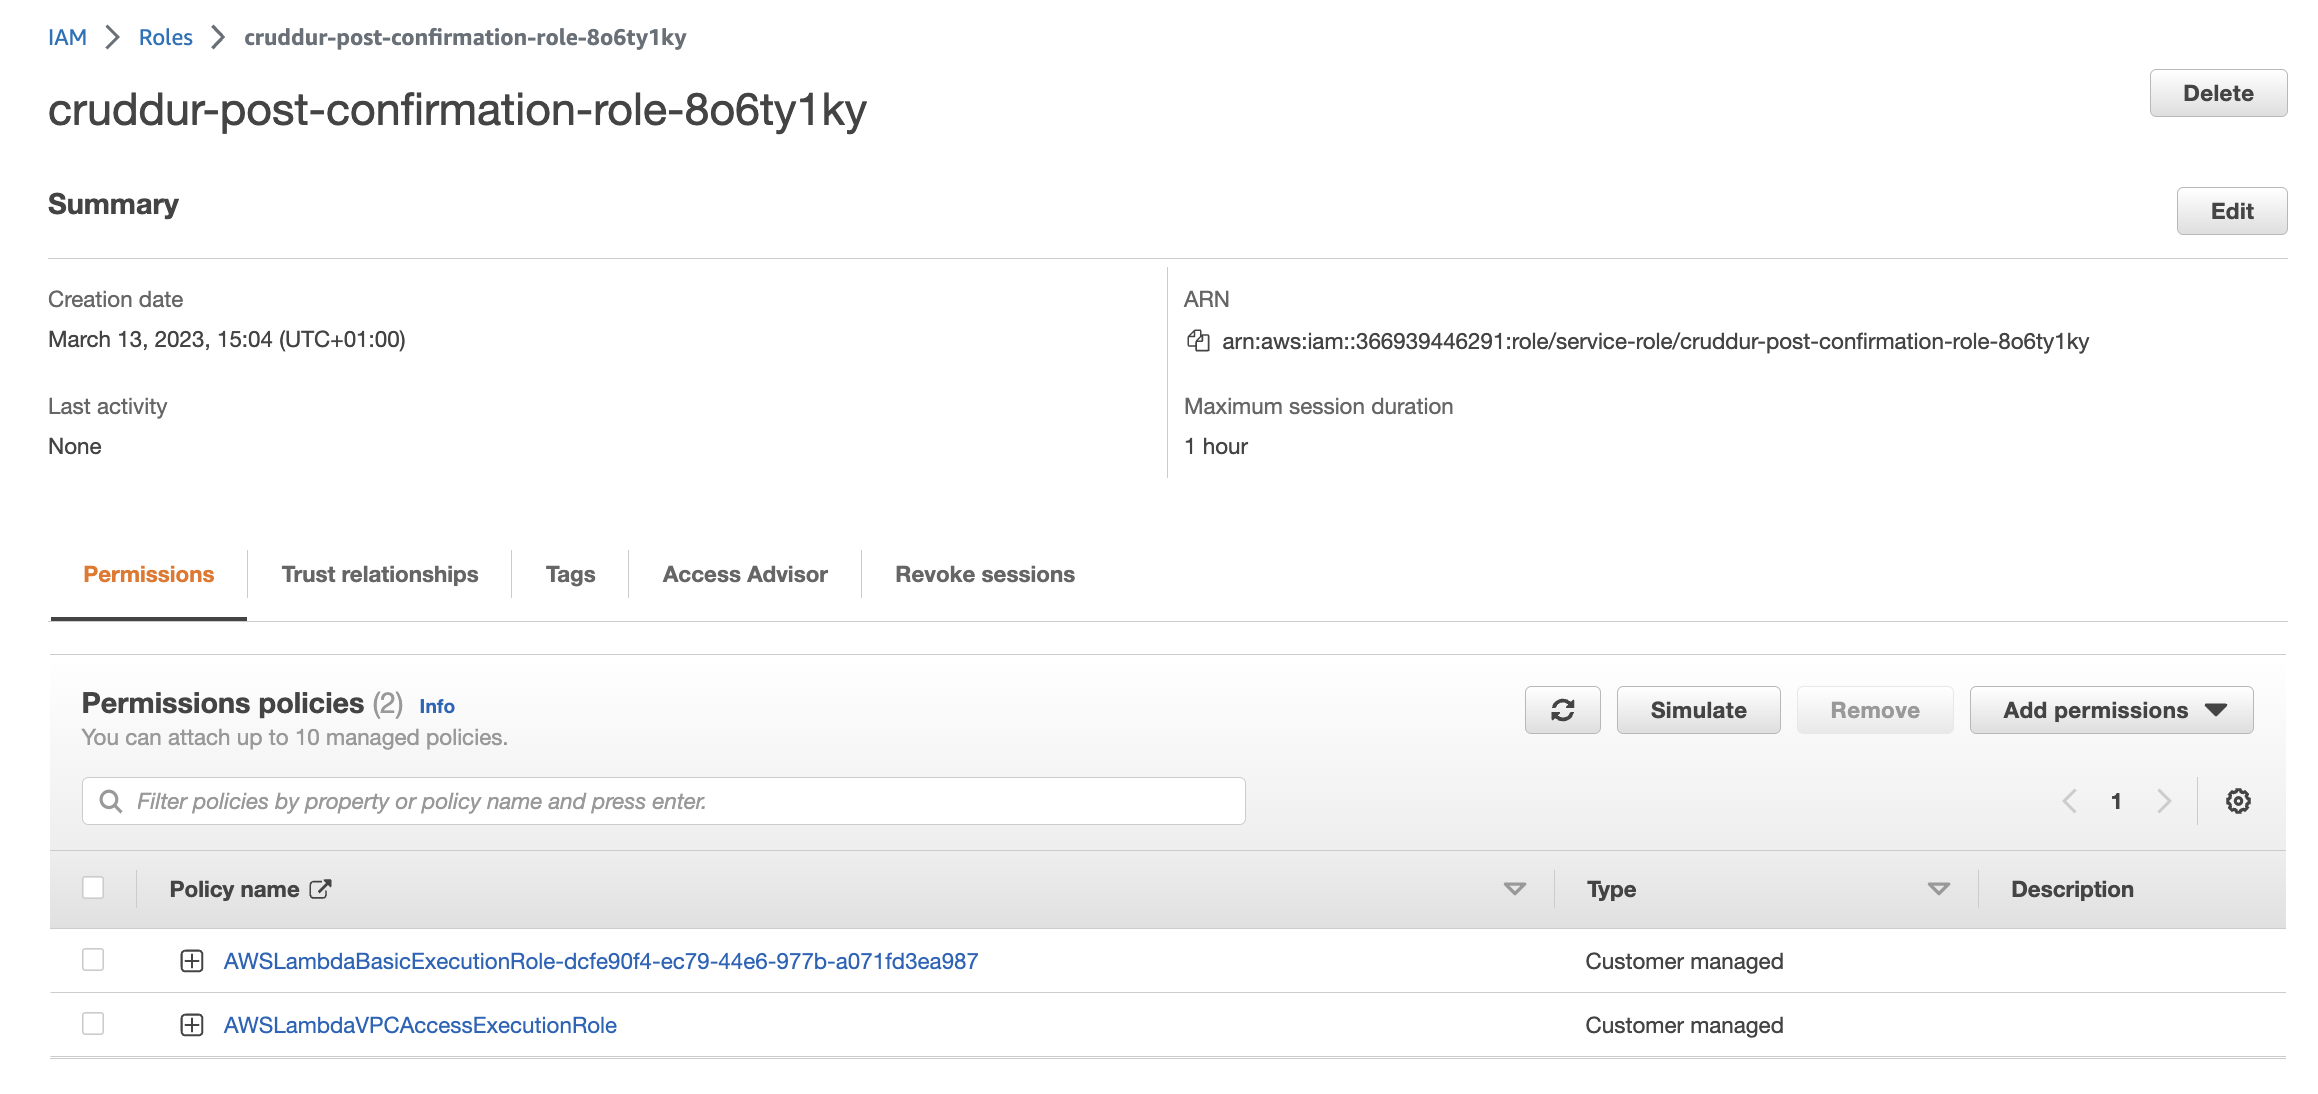 IAM > Roles > cruddur-post-confirmation-role-8o6ty1ky
cruddur-post-confirmation-role-8o6ty1ky
Delete
Summary
Edit
Creation date
March 13, 2023, 15:04 (UTC+01:00)
ARN
arn:aws:iam::366939446291:role/service-role/cruddur-post-confirmation-role-8o6ty1ky
Last activity
None
Maximum session duration
1 hour
Permissions
Trust relationships
Tags
Access Advisor
Revoke sessions
Permissions policies (2) Info
You can attach up to 10 managed policies.
Simulate
Remove
Add permissions
Filter policies by property or policy name and press enter.
1
Policy name
Type
Description
AWSLambdaBasicExecutionRole-dcfe90f4-ec79-44e6-977b-a071fd3ea987
Customer managed
AWSLambdaVPCAccessExecutionRole
Customer managed